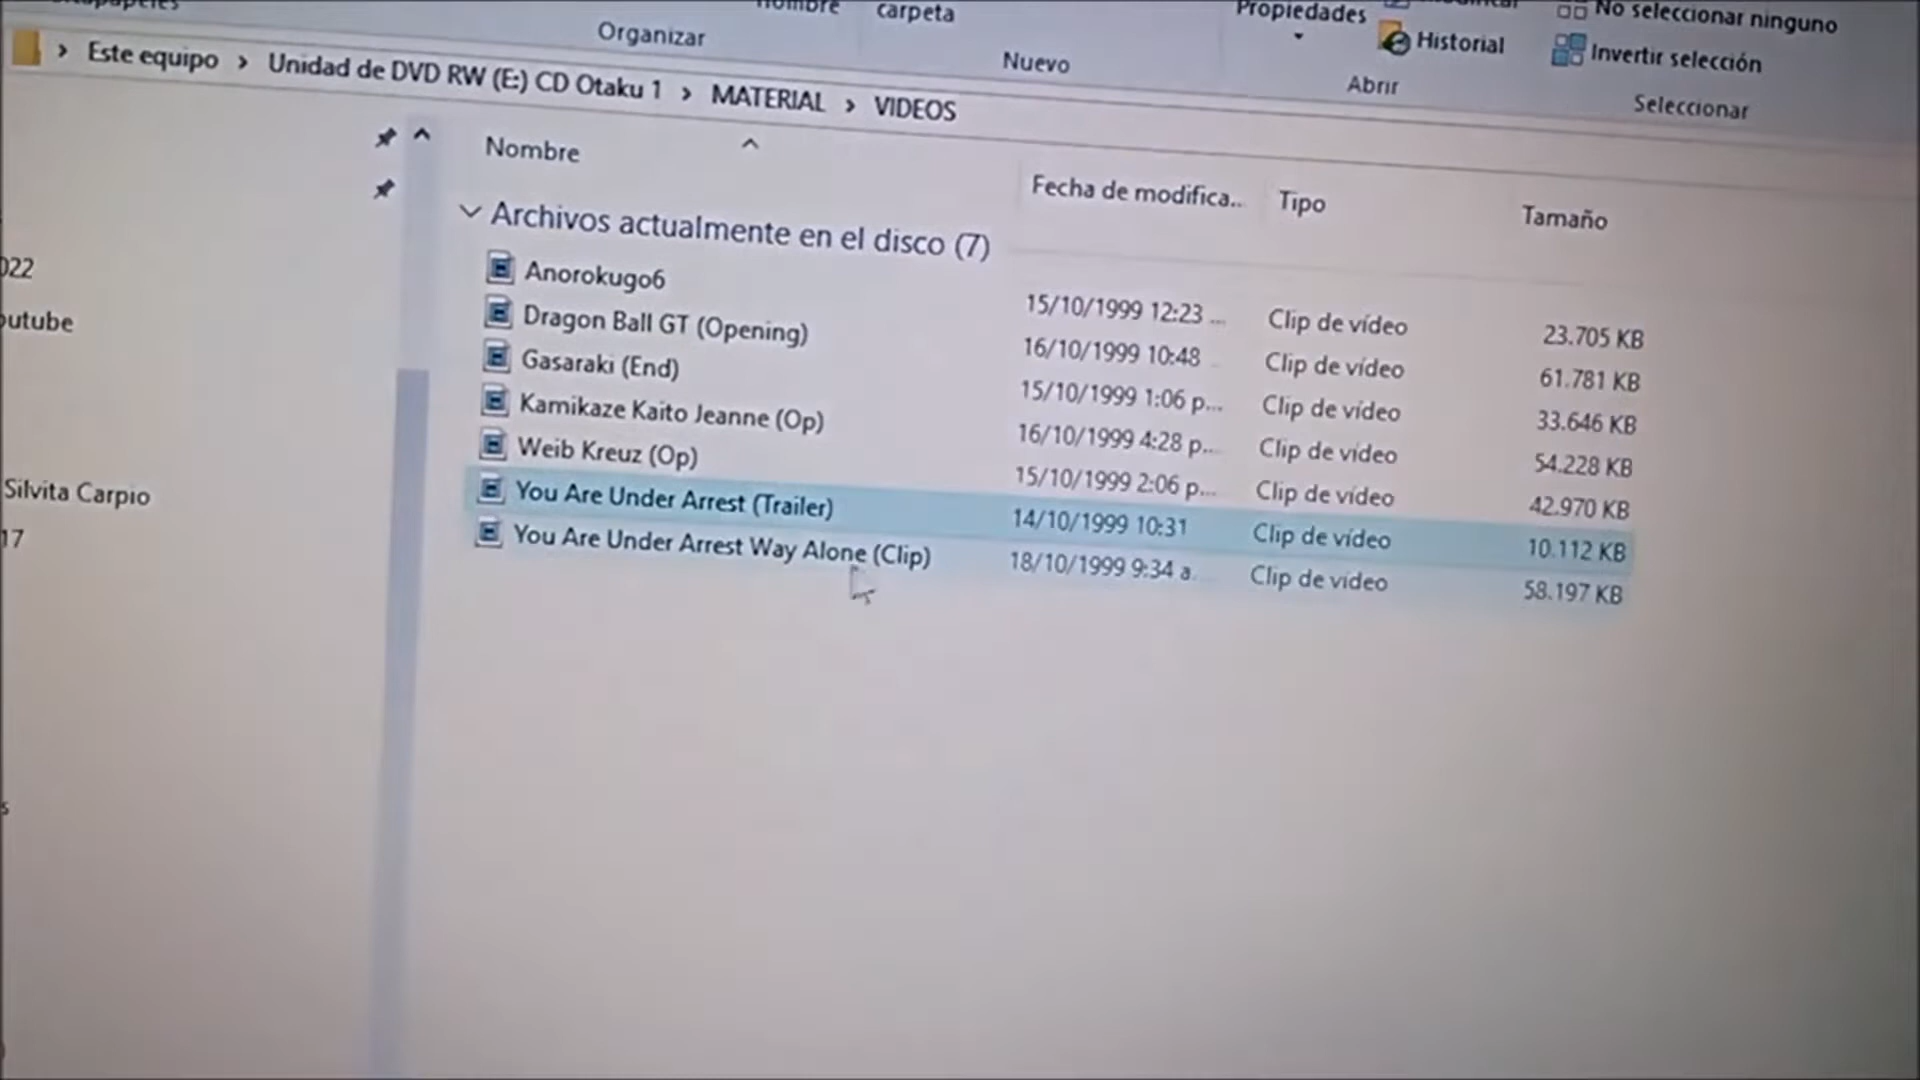 nombre
carpeta
Organizar
Nuevo
Propiedades
Historial
Abrir
No seleccionar ninguno
Invertir selección
Seleccionar
Este equipo > Unidad de DVD RW (E:) CD Otaku 1 > MATERIAL > VIDEOS
Nombre Fecha de modifica... Tipo Tamaño
Archivos actualmente en el disco (7)
Anorokugo6 15/10/1999 12:23 ... Clip de vídeo 23.705 KB
Dragon Ball GT (Opening) 16/10/1999 10:48 Clip de vídeo 61.781 KB
Gasaraki (End) 15/10/1999 1:06 p... Clip de vídeo 33.646 KB
Kamikaze Kaito Jeanne (Op) 16/10/1999 4:28 p... Clip de vídeo 54.228 KB
Weib Kreuz (Op) 15/10/1999 2:06 p... Clip de vídeo 42.970 KB
You Are Under Arrest (Trailer) 14/10/1999 10:31 Clip de vídeo 10.112 KB
You Are Under Arrest Way Alone (Clip) 18/10/1999 9:34 a. Clip de vídeo 58.197 KB
022
outube
Silvita Carpio
17
s